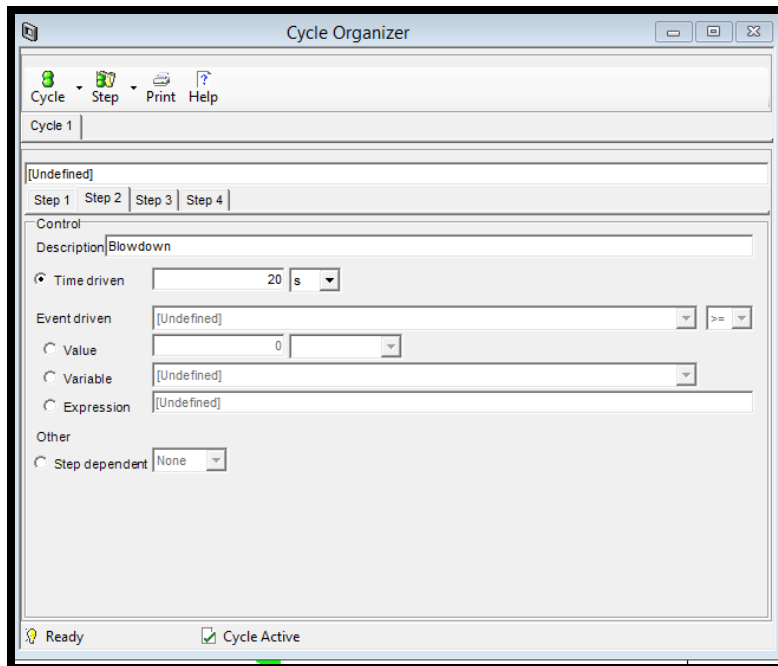 Cycle Organizer
Cycle Step Print Help
Cycle 1
[Undefined]
Step 1 Step 2 Step 3 Step 4
Control
Description Blowdown
Time driven 20 s
Event driven [Undefined] >=
Value 0
Variable [Undefined]
Expression [Undefined]
Other
Step dependent None
Ready Cycle Active